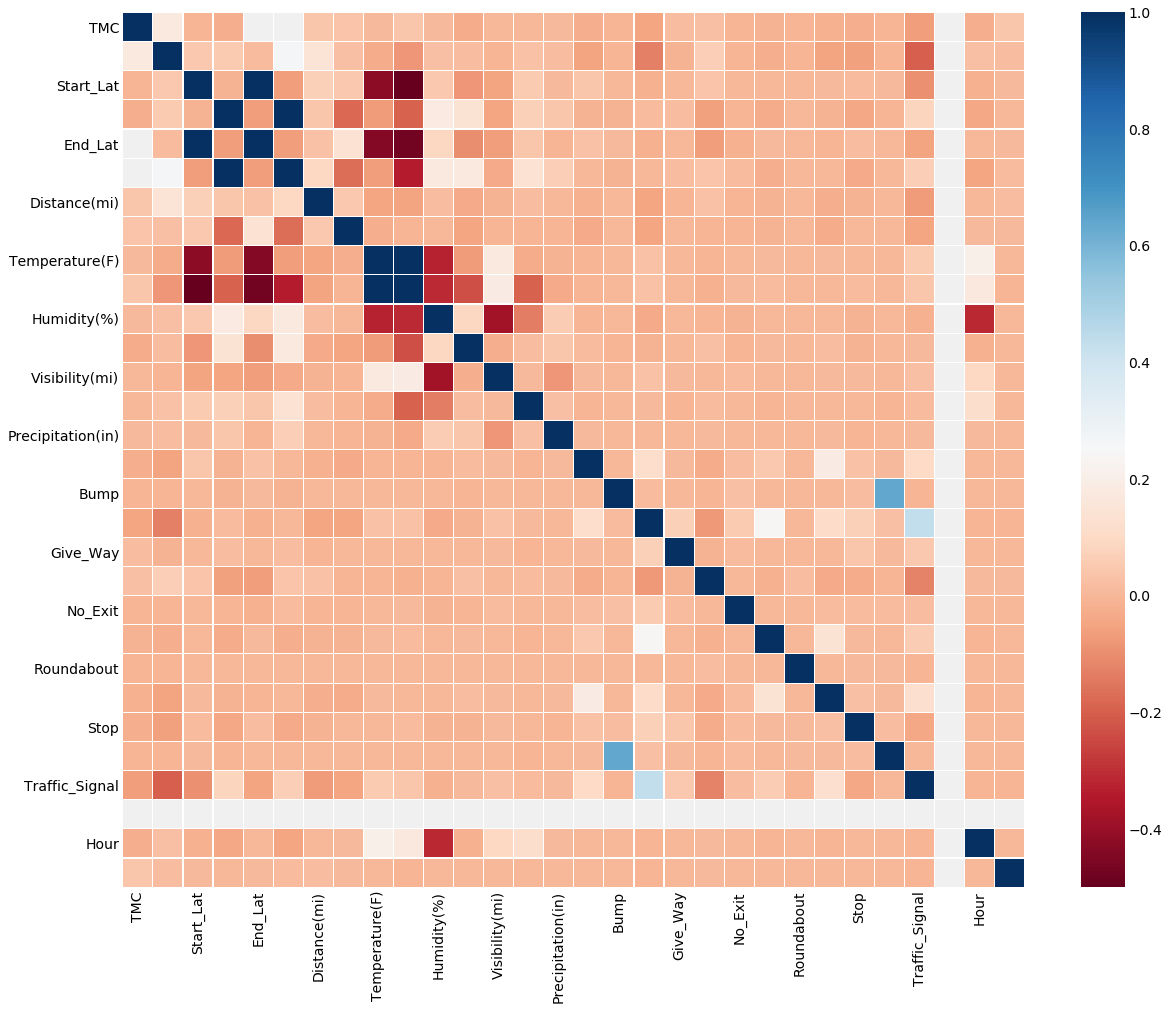 TMC
Start_Lat
End_Lat
Distance(mi)
Temperature(F)
Humidity(%)
Visibility(mi)
Precipitation(in)
Bump
Give_Way
No_Exit
Roundabout
Stop
Traffic_Signal
Hour
TMC
Start_Lat
End_Lat
Distance(mi)
Temperature(F)
Humidity(%)
Visibility(mi)
Precipitation(in)
Bump
Give_Way
No_Exit
Roundabout
Stop
Traffic_Signal
Hour
1.0
0.8
0.6
0.4
0.2
0.0
−0.2
−0.4